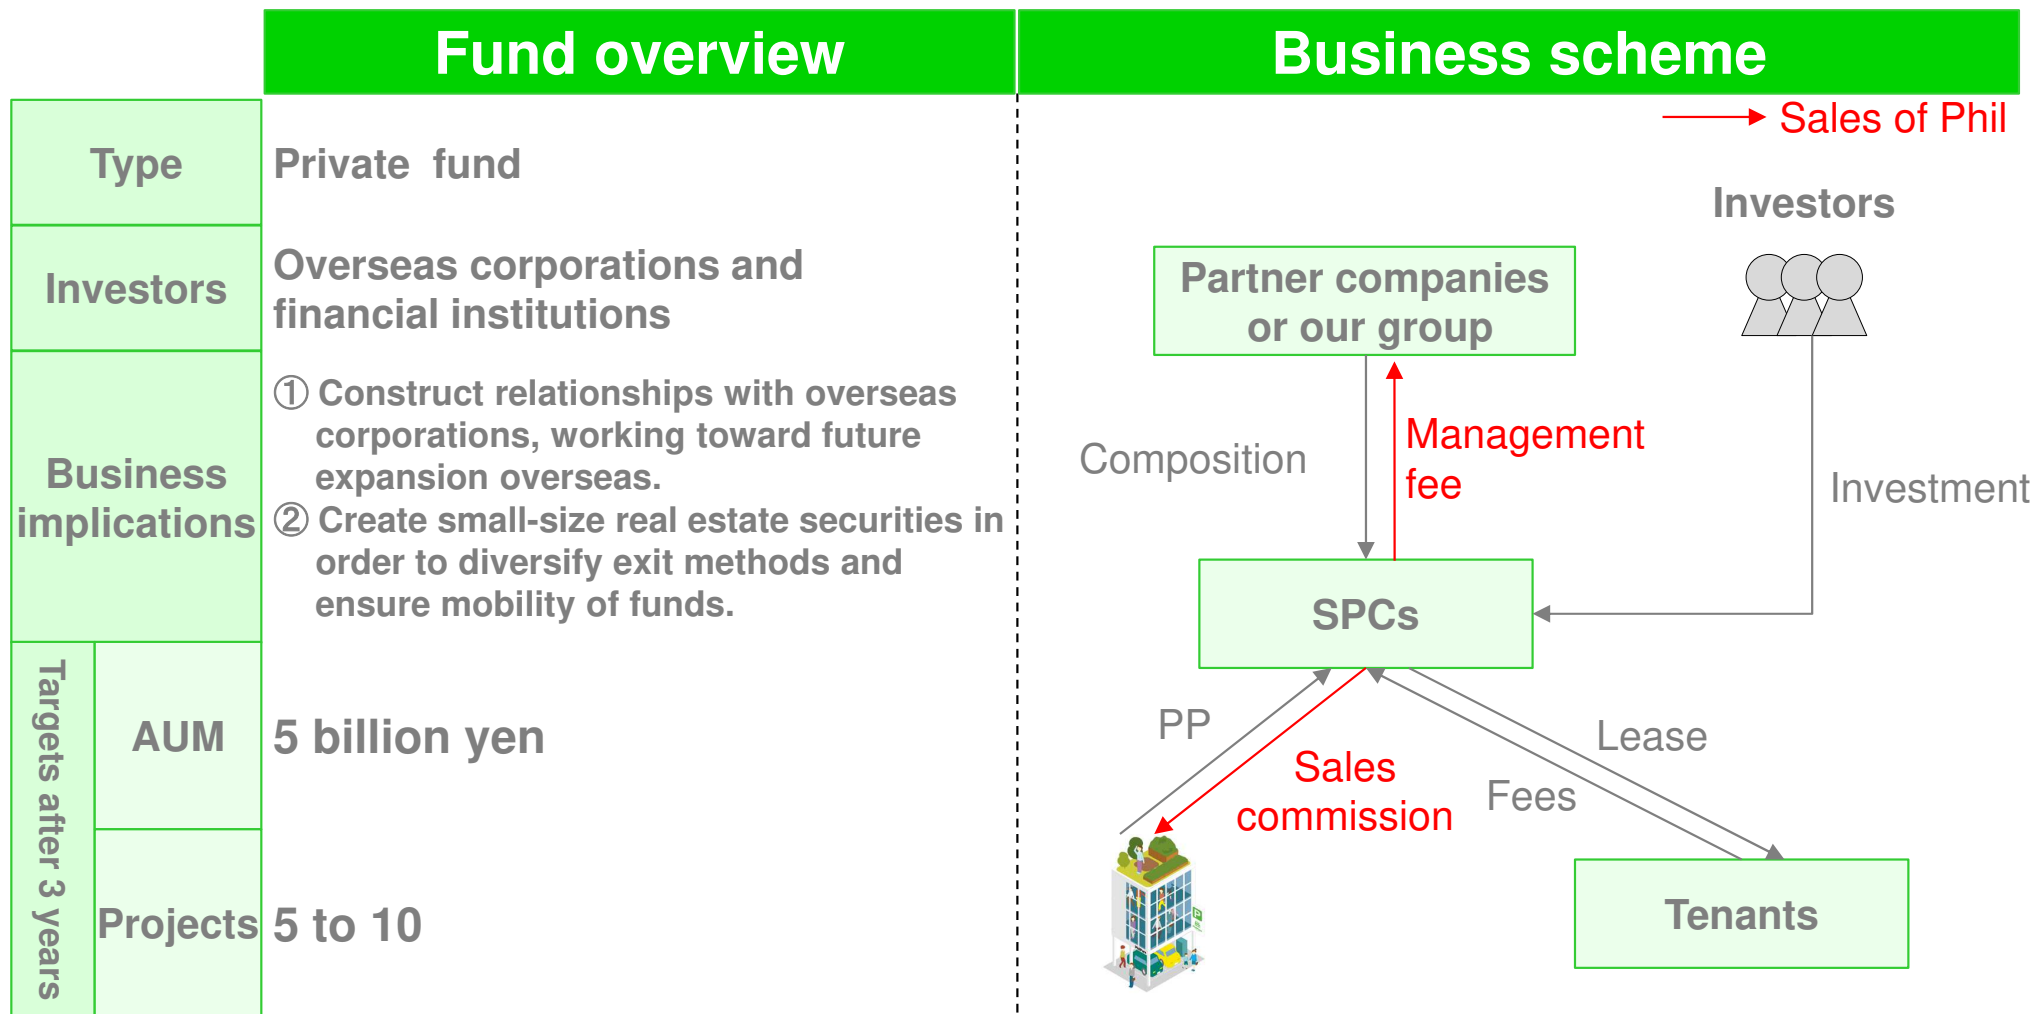 Fund overview
Business scheme
Sales of Phil
Type
Private fund
Investors
Overseas corporations and
financial institutions
Business
implications
① Construct relationships with overseas
corporations, working toward future
expansion overseas.
② Create small-size real estate securities in
order to diversify exit methods and
ensure mobility of funds.
Targets after 3 years
AUM
5 billion yen
Projects
5 to 10
Investors
Partner companies
or our group
Composition
Management
fee
Investment
SPCs
PP
Sales
commission
Lease
Fees
Tenants
P